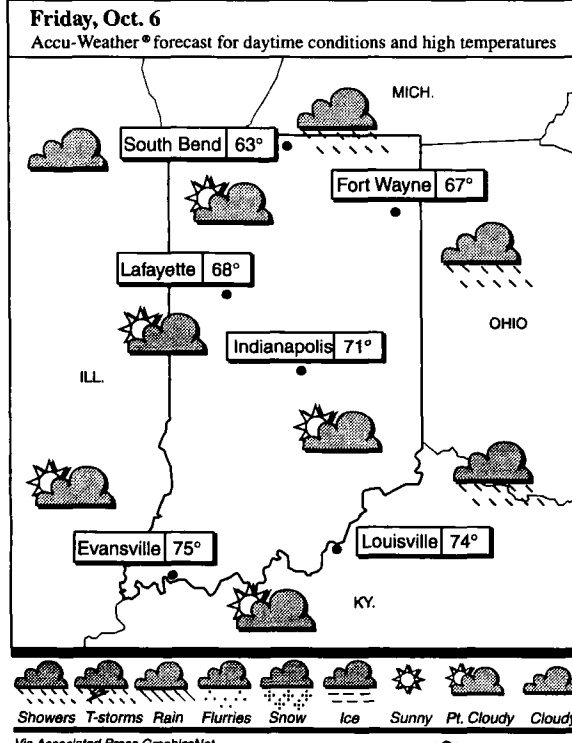 Friday, Oct. 6
Accu-Weather® forecast for daytime conditions and high temperatures
MICH.
South Bend 63°
Fort Wayne 67°
Lafayette 68°
OHIO
Indianapolis 71°
ILL.
Evansville 75°
Louisville 74°
KY.
Showers T-storms Rain Flurries Snow Ice Sunny Pt. Cloudy Cloudy
Via Associated Press GraphicsNet